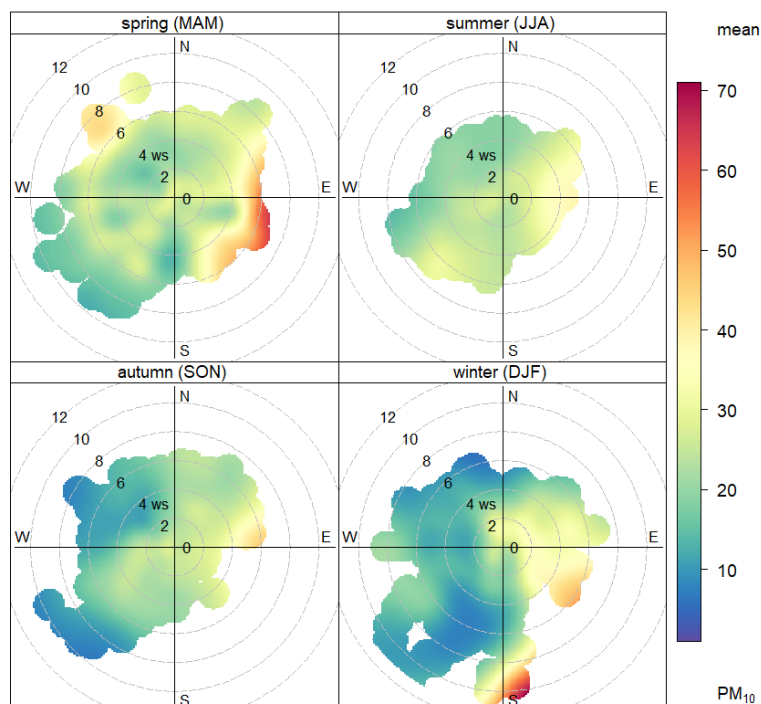 spring (MAM)
summer (JJA)
mean
N
12
10
8
6
4 ws
2
0
W
E
S
N
12
10
8
6
4 ws
2
0
W
E
S
70
60
50
40
30
20
10
autumn (SON)
winter (DJF)
N
12
10
8
6
4 ws
2
0
W
E
S
N
12
10
8
6
4 ws
2
0
W
E
S
PM₁₀